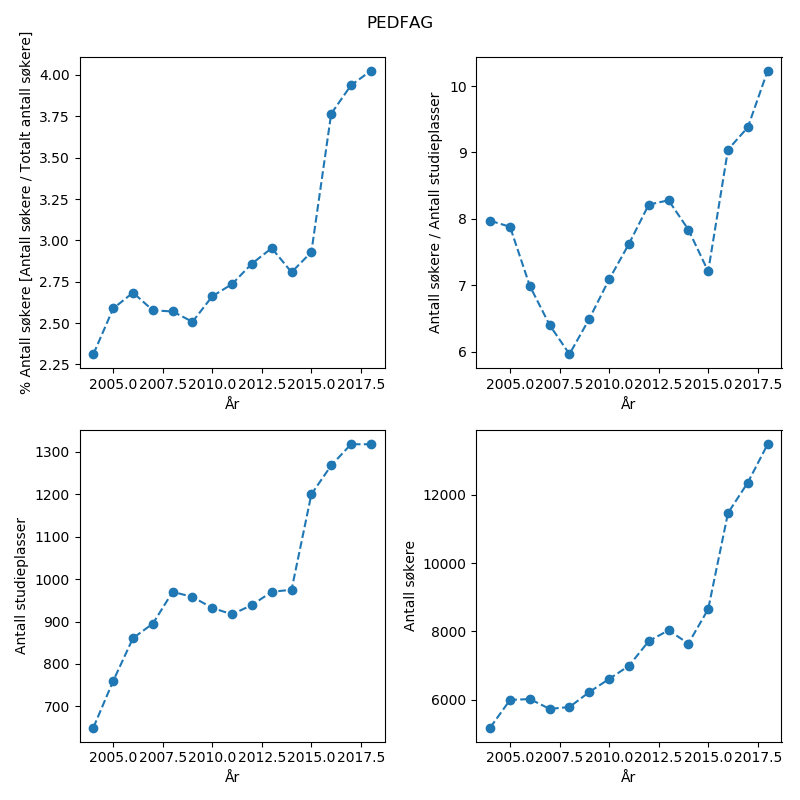 PEDFAG
% Antall søkere [Antall søkere / Totalt antall søkere]
4.00
3.75
3.50
3.25
3.00
2.75
2.50
2.25
2005.0 2007.5 2010.0 2012.5 2015.0 2017.5
År
Antall søkere / Antall studieplasser
10
9
8
7
6
2005.0 2007.5 2010.0 2012.5 2015.0 2017.5
År
Antall studieplasser
1300
1200
1100
1000
900
800
700
2005.0 2007.5 2010.0 2012.5 2015.0 2017.5
År
Antall søkere
12000
10000
8000
6000
2005.0 2007.5 2010.0 2012.5 2015.0 2017.5
År